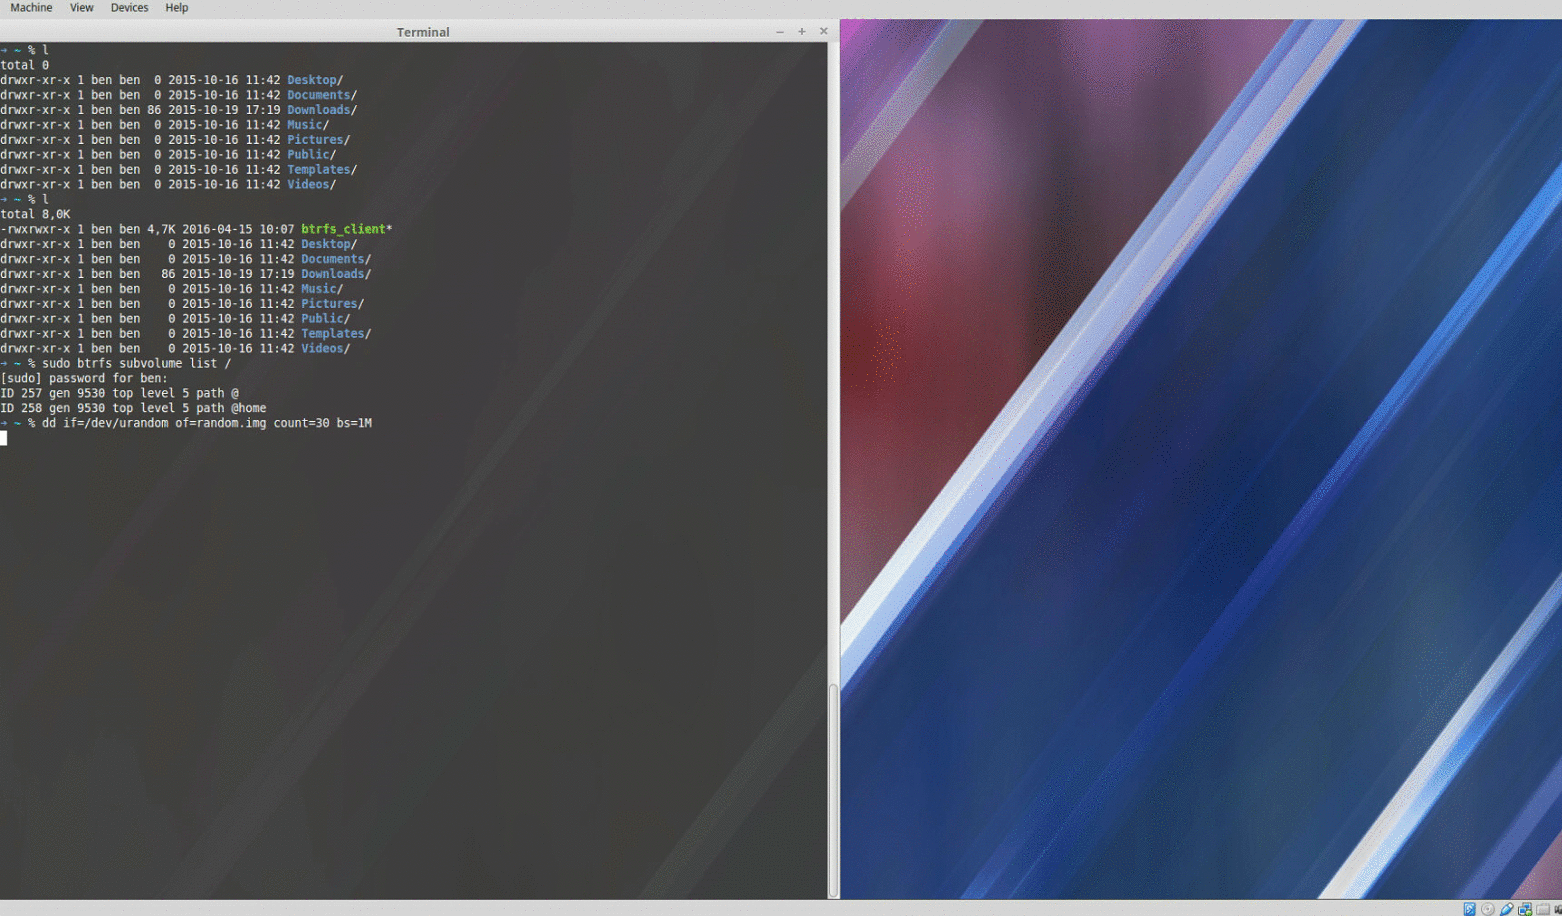 Machine View Devices Help
Terminal
→ ~ % l
total 0
drwxr-xr-x 1 ben ben  0 2015-10-16 11:42 Desktop/
drwxr-xr-x 1 ben ben  0 2015-10-16 11:42 Documents/
drwxr-xr-x 1 ben ben 86 2015-10-19 17:19 Downloads/
drwxr-xr-x 1 ben ben  0 2015-10-16 11:42 Music/
drwxr-xr-x 1 ben ben  0 2015-10-16 11:42 Pictures/
drwxr-xr-x 1 ben ben  0 2015-10-16 11:42 Public/
drwxr-xr-x 1 ben ben  0 2015-10-16 11:42 Templates/
drwxr-xr-x 1 ben ben  0 2015-10-16 11:42 Videos/
→ ~ % l
total 8,0K
-rwxrwxr-x 1 ben ben 4,7K 2016-04-15 10:07 btrfs_client*
drwxr-xr-x 1 ben ben    0 2015-10-16 11:42 Desktop/
drwxr-xr-x 1 ben ben    0 2015-10-16 11:42 Documents/
drwxr-xr-x 1 ben ben   86 2015-10-19 17:19 Downloads/
drwxr-xr-x 1 ben ben    0 2015-10-16 11:42 Music/
drwxr-xr-x 1 ben ben    0 2015-10-16 11:42 Pictures/
drwxr-xr-x 1 ben ben    0 2015-10-16 11:42 Public/
drwxr-xr-x 1 ben ben    0 2015-10-16 11:42 Templates/
drwxr-xr-x 1 ben ben    0 2015-10-16 11:42 Videos/
→ ~ % sudo btrfs subvolume list /
[sudo] password for ben:
ID 257 gen 9530 top level 5 path @
ID 258 gen 9530 top level 5 path @home
→ ~ % dd if=/dev/urandom of=random.img count=30 bs=1M